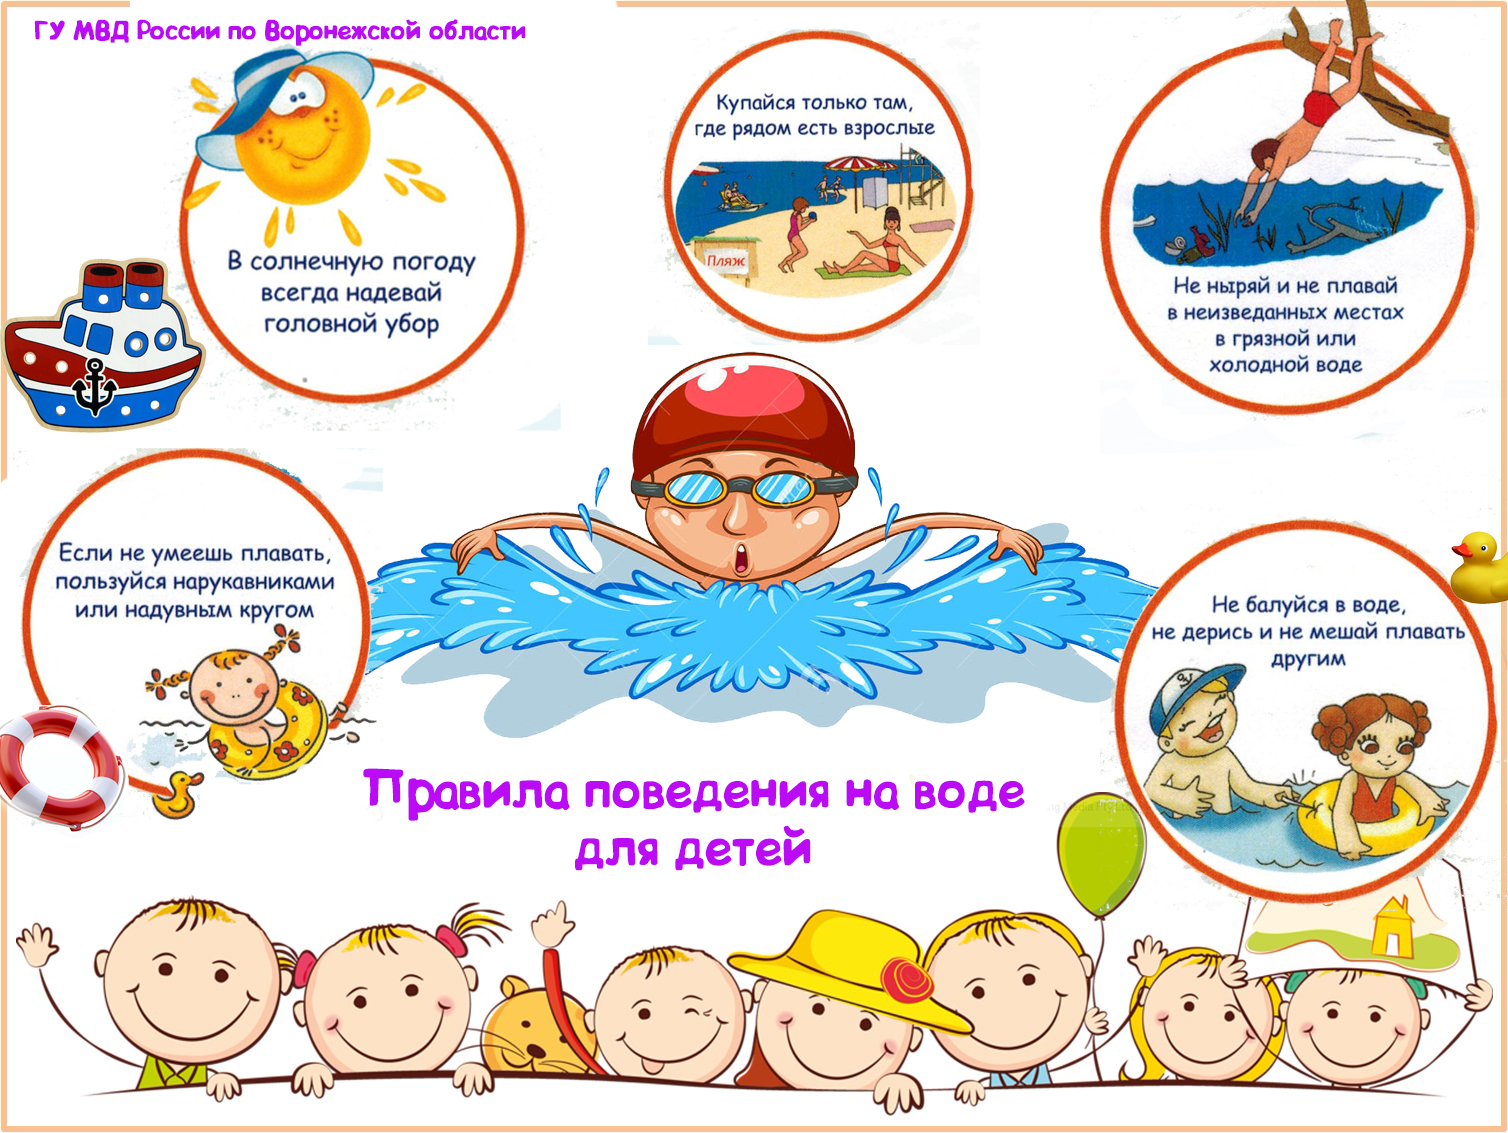 ГУ МВД России по Воронежской области
В солнечную погоду
всегда надевай
головной убор
Купайся только там,
где рядом есть взрослые
Пляж
Не ныряй и не плавай
в неизведанных местах
в грязной или
холодной воде
Если не умеешь плавать,
пользуйся нарукавниками
или надувным кругом
Не балуйся в воде,
не дерись и не мешай плавать
другим
Правила поведения на воде
для детей